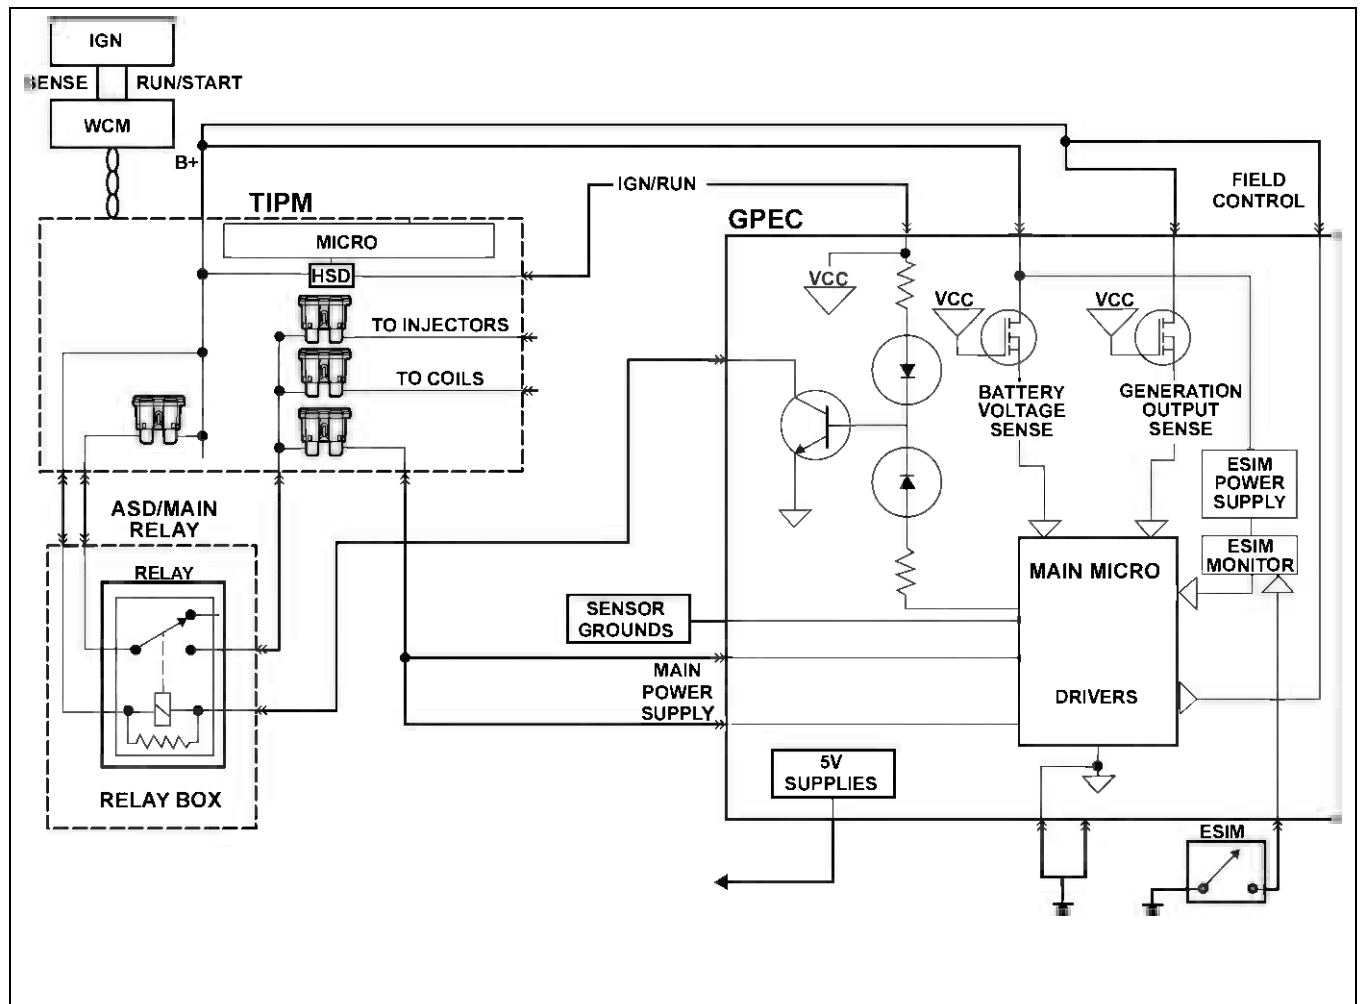 IGN
SENSE RUN/START
WCM
B+
TIPM
IGN/RUN
FIELD
CONTROL
GPEC
MICRO
HSD
VCC
VCC
VCC
TO INJECTORS
TO COILS
BATTERY
VOLTAGE
SENSE
GENERATION
OUTPUT
SENSE
ESIM
POWER
SUPPLY
ASD/MAIN
RELAY
ESIM
MONITOR
RELAY
MAIN MICRO
SENSOR
GROUNDS
MAIN
POWER
SUPPLY
DRIVERS
5V
SUPPLIES
RELAY BOX
ESIM